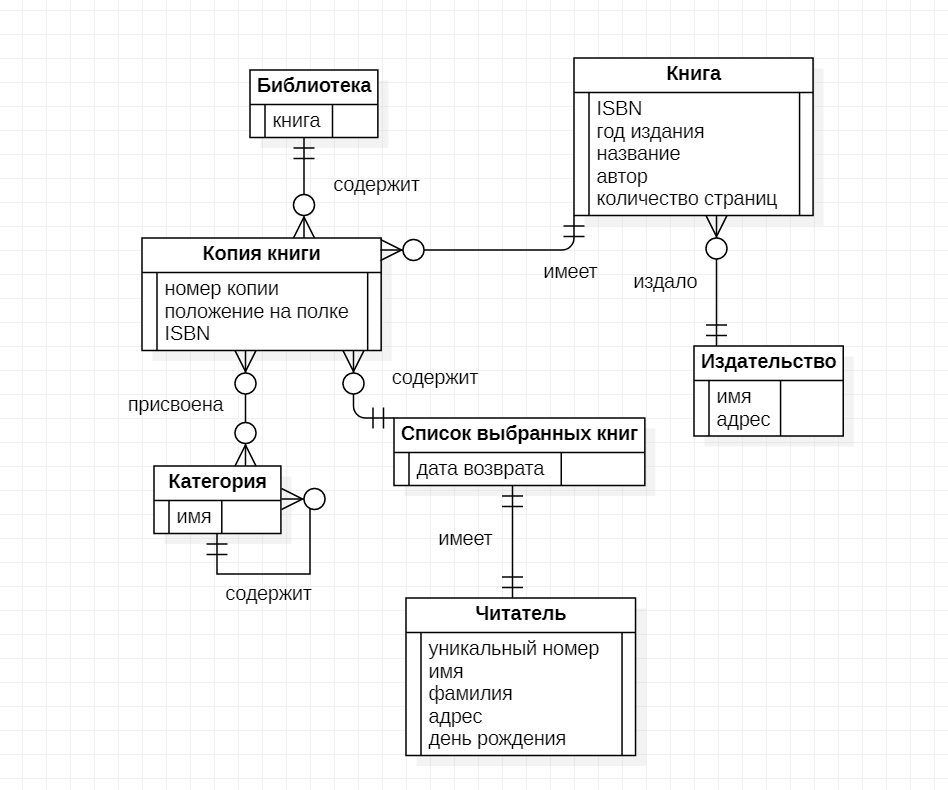 Библиотека
книга
содержит
Книга
ISBN
год издания
название
автор
количество страниц
Копия книги
номер копии
положение на полке
ISBN
имеет
издало
Издательство
имя
адрес
присвоена
содержит
Список выбранных книг
дата возврата
Категория
имя
содержит
имеет
Читатель
уникальный номер
имя
фамилия
адрес
день рождения